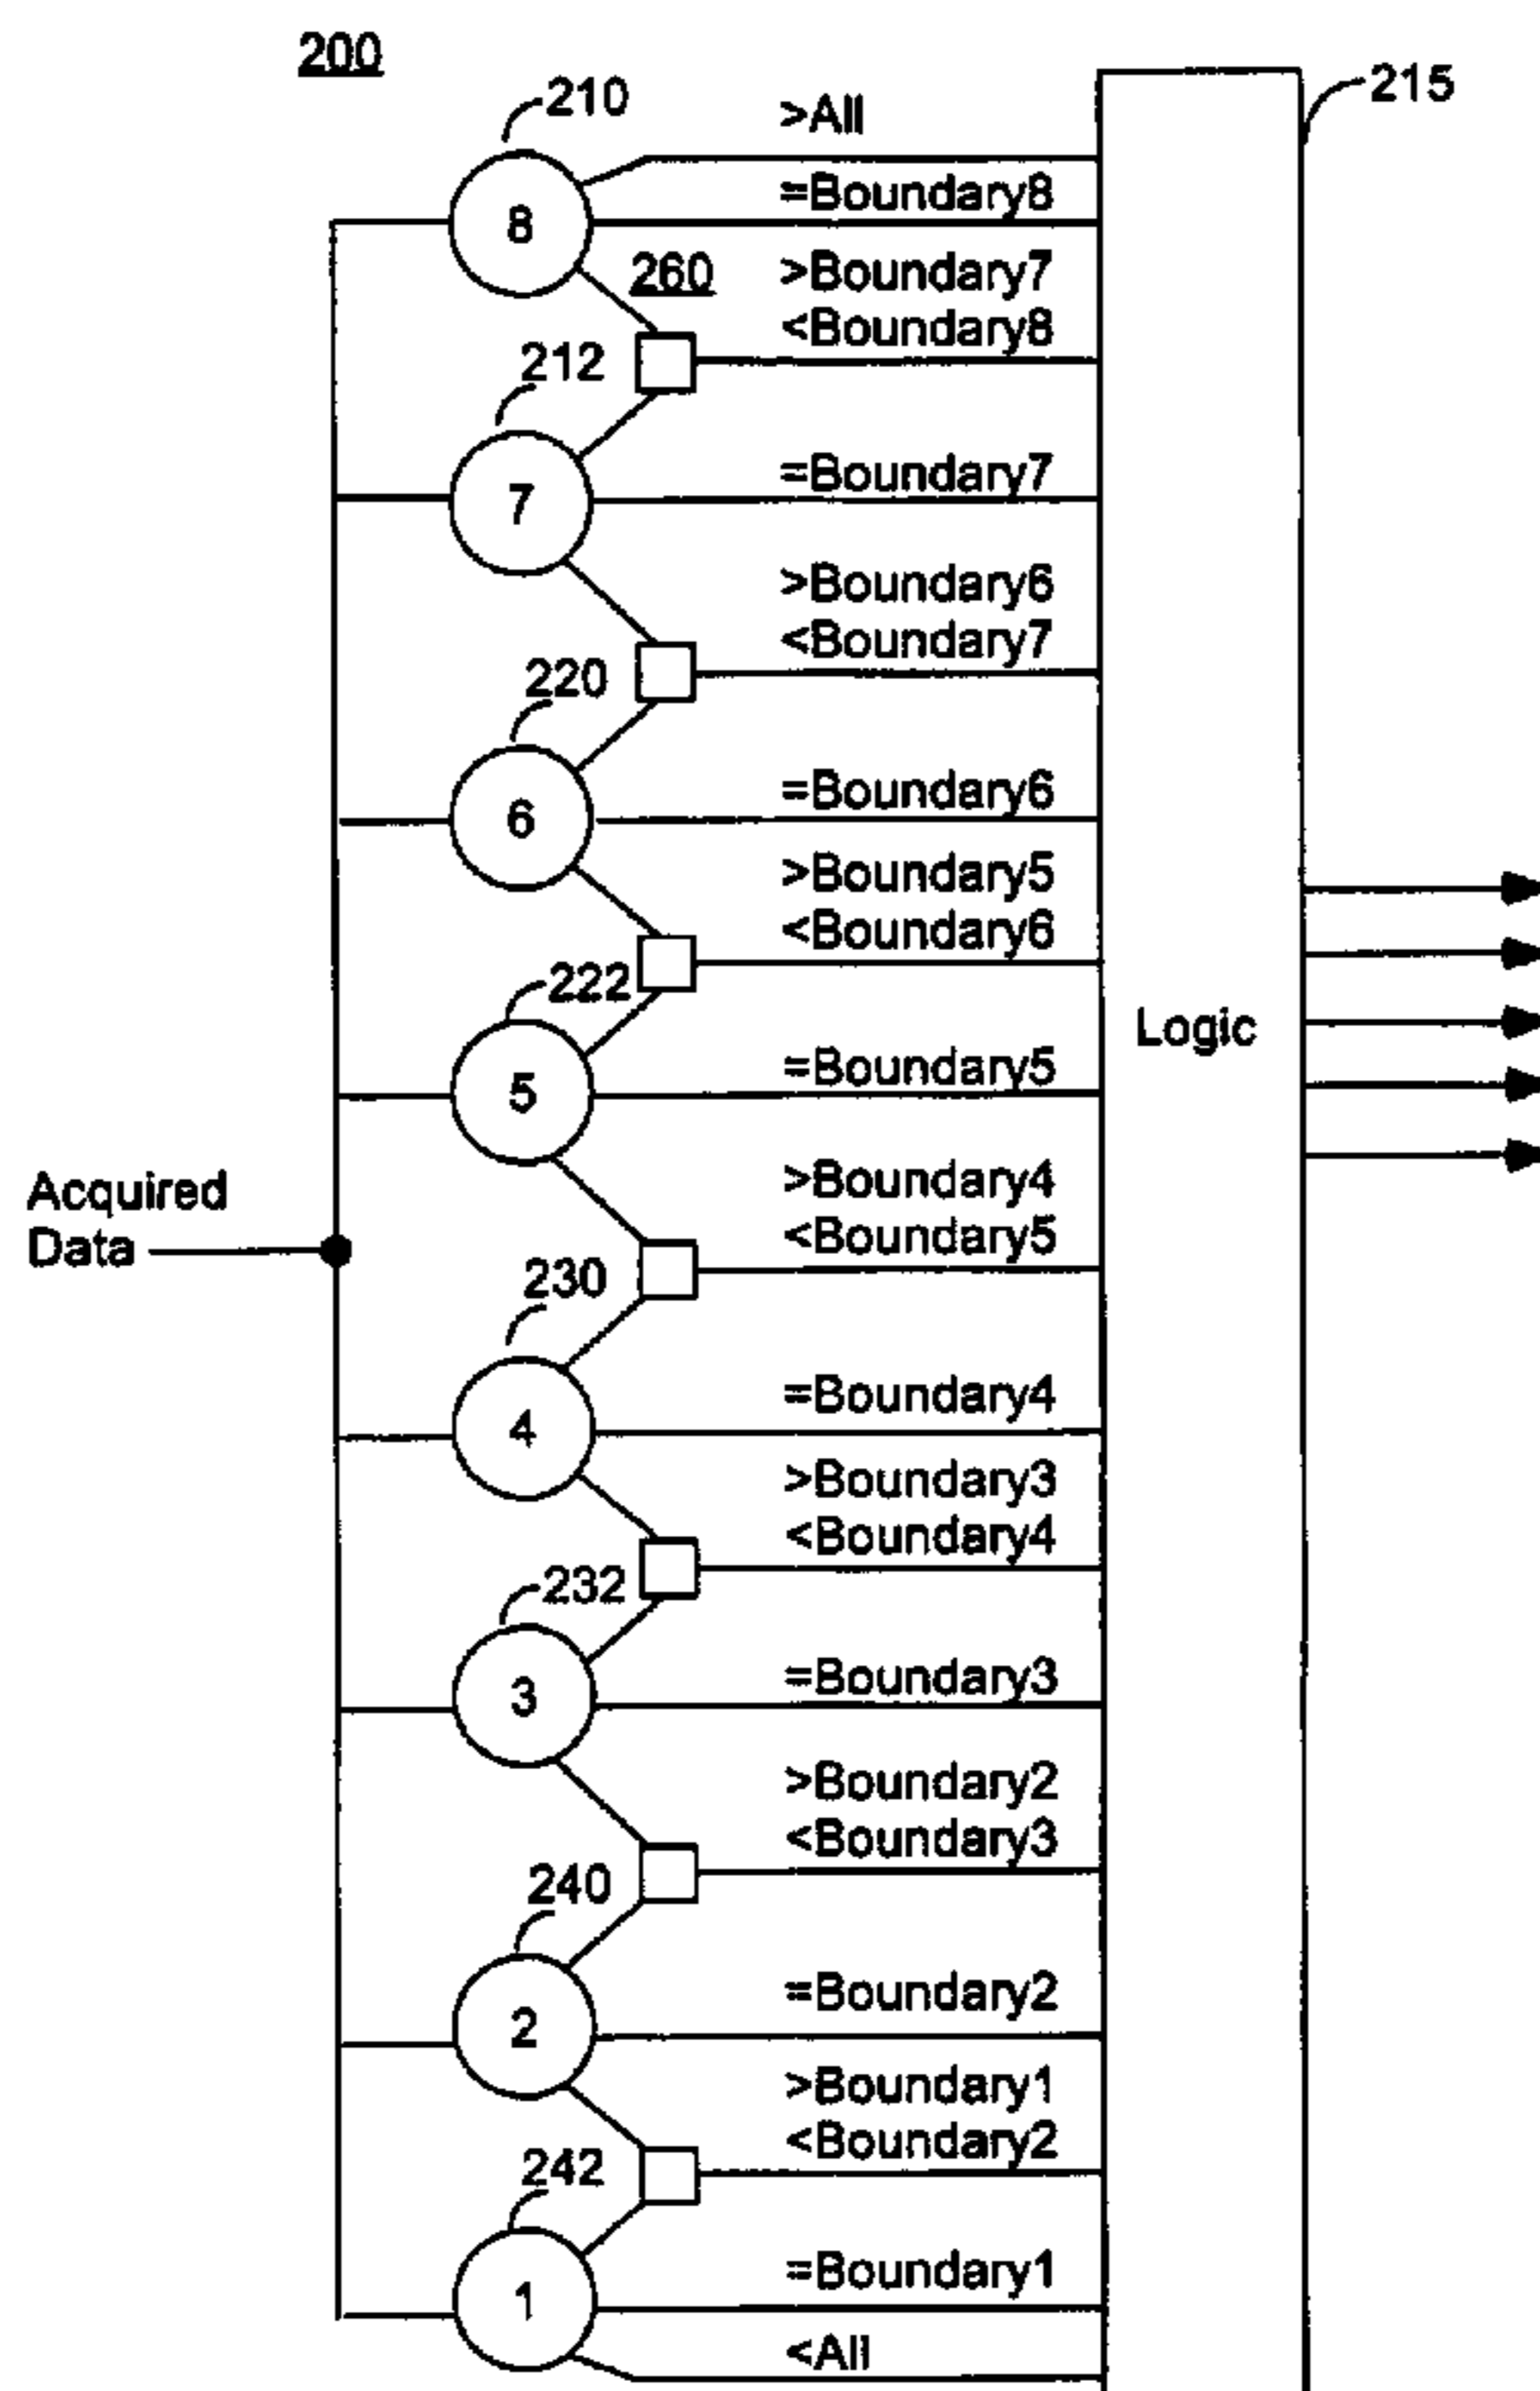 200
210
215
>All
=Boundary8
8
260
>Boundary7
<Boundary8
212
=Boundary7
7
>Boundary6
<Boundary7
220
=Boundary6
6
>Boundary5
<Boundary6
222
Logic
=Boundary5
5
>Boundary4
<Boundary5
Acquired
Data
230
=Boundary4
4
>Boundary3
<Boundary4
232
=Boundary3
3
>Boundary2
<Boundary3
240
=Boundary2
2
>Boundary1
<Boundary2
242
=Boundary1
1
<All